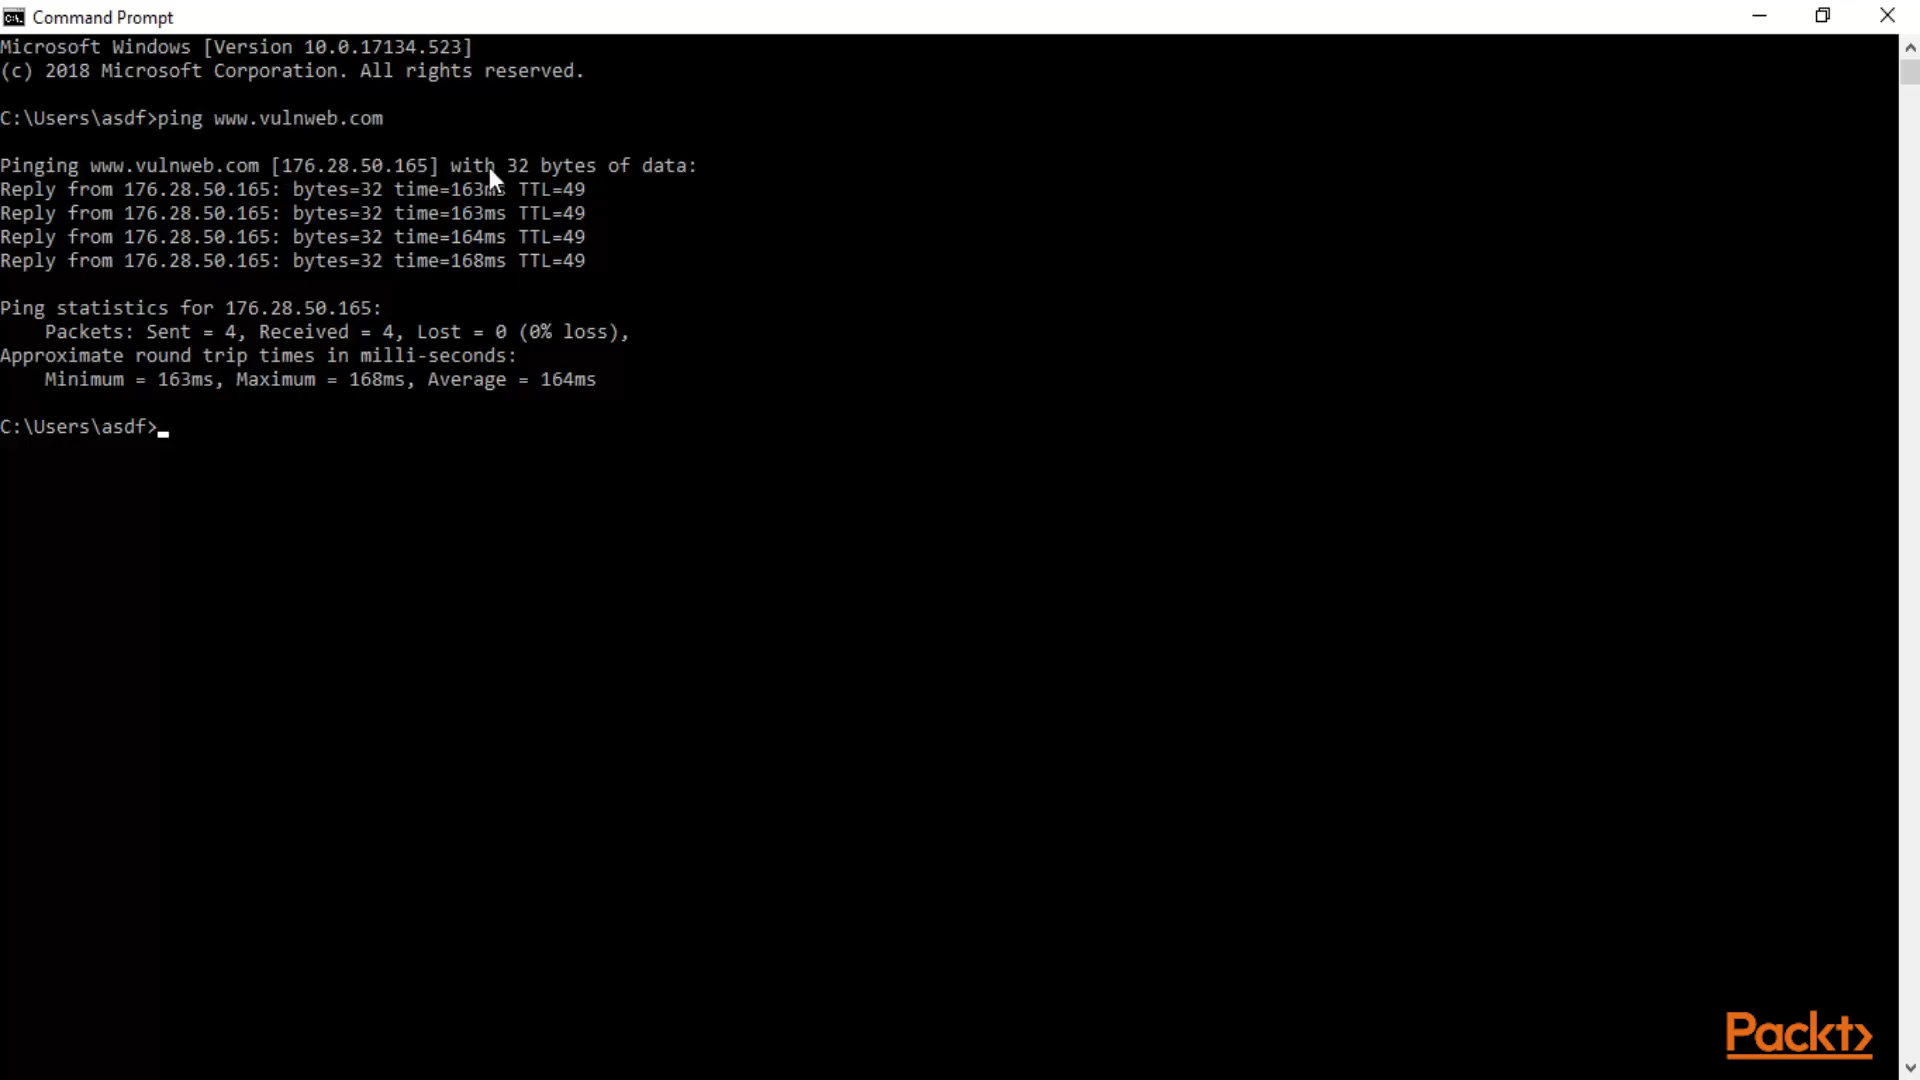 Command Prompt
Microsoft Windows [Version 10.0.17134.523]
(c) 2018 Microsoft Corporation. All rights reserved.
C:\Users\asdf>ping www.vulnweb.com
Pinging www.vulnweb.com [176.28.50.165] with 32 bytes of data:
Reply from 176.28.50.165: bytes=32 time=163ms TTL=49
Reply from 176.28.50.165: bytes=32 time=163ms TTL=49
Reply from 176.28.50.165: bytes=32 time=164ms TTL=49
Reply from 176.28.50.165: bytes=32 time=168ms TTL=49
Ping statistics for 176.28.50.165:
    Packets: Sent = 4, Received = 4, Lost = 0 (0% loss),
Approximate round trip times in milli-seconds:
    Minimum = 163ms, Maximum = 168ms, Average = 164ms
C:\Users\asdf>
Packt>